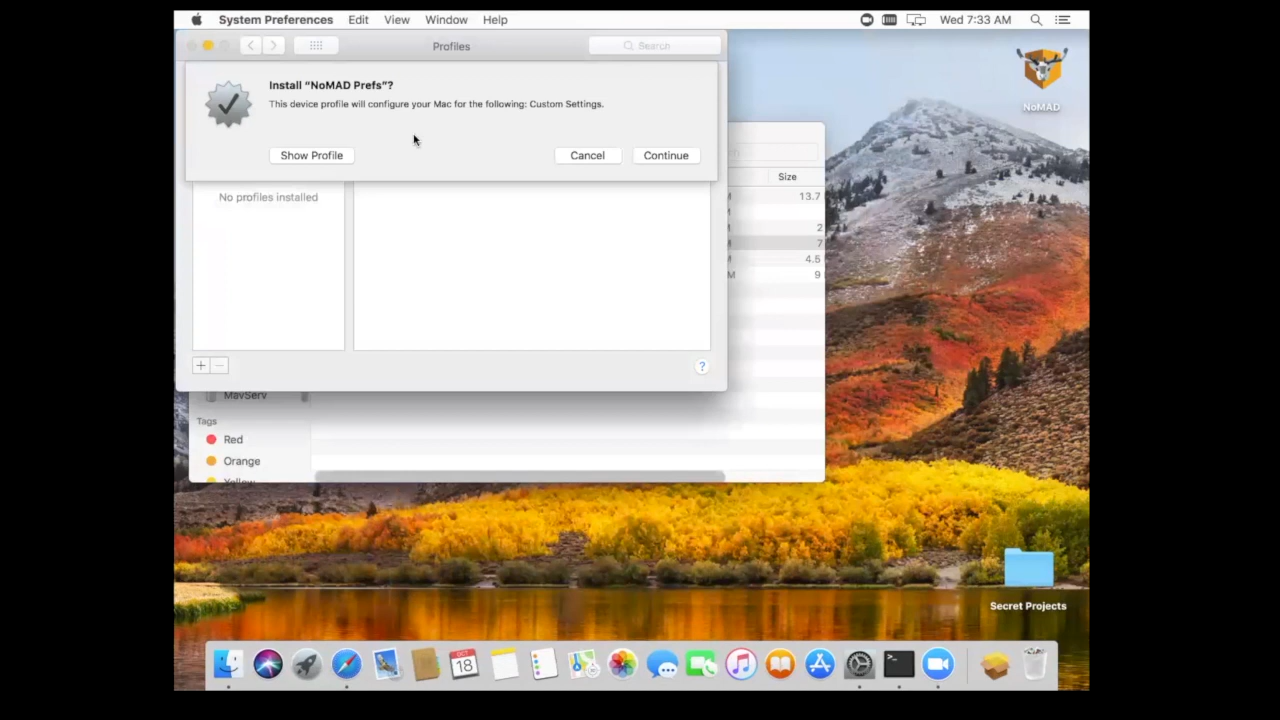 System Preferences Edit View Window Help Wed 7:33 AM
Profiles
Search
Install “NoMAD Prefs”?
This device profile will configure your Mac for the following: Custom Settings.
Show Profile
Cancel
Continue
No profiles installed
?
Size
13.7
2
7
4.5
9
MavServ
Tags
Red
Orange
Yellow
NoMAD
Secret Projects
OCT
18